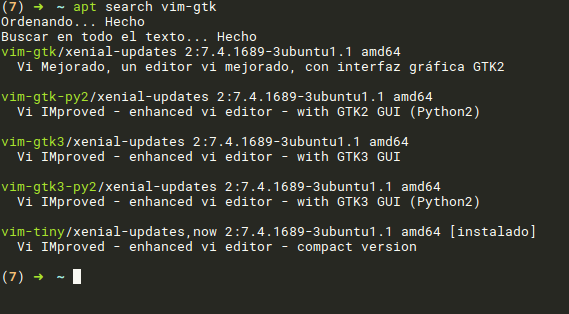 (7) ➜ ~ apt search vim-gtk
Ordenando... Hecho
Buscar en todo el texto... Hecho
vim-gtk/xenial-updates 2:7.4.1689-3ubuntu1.1 amd64
Vi Mejorado, un editor vi mejorado, con interfaz gráfica GTK2
vim-gtk-py2/xenial-updates 2:7.4.1689-3ubuntu1.1 amd64
Vi IMproved - enhanced vi editor - with GTK2 GUI (Python2)
vim-gtk3/xenial-updates 2:7.4.1689-3ubuntu1.1 amd64
Vi IMproved - enhanced vi editor - with GTK3 GUI
vim-gtk3-py2/xenial-updates 2:7.4.1689-3ubuntu1.1 amd64
Vi IMproved - enhanced vi editor - with GTK3 GUI (Python2)
vim-tiny/xenial-updates,now 2:7.4.1689-3ubuntu1.1 amd64 [instalado]
Vi IMproved - enhanced vi editor - compact version
(7) ➜ ~